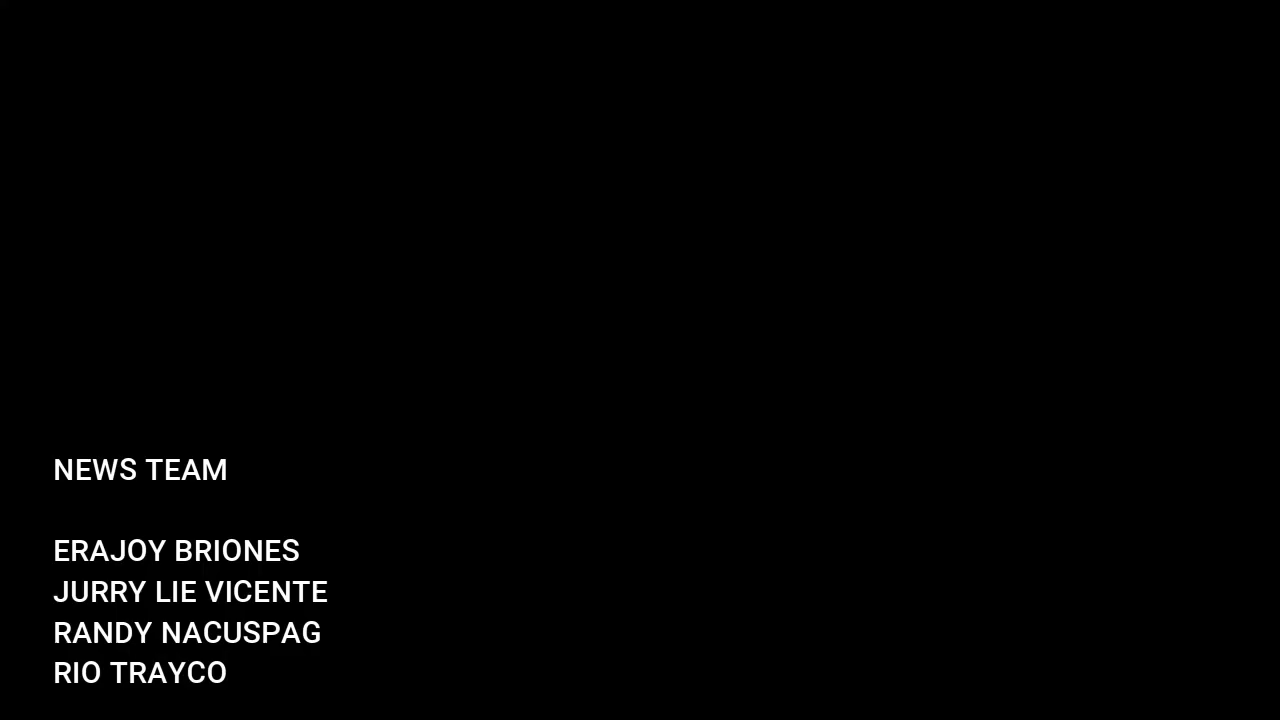 NEWS TEAM
ERAJOY BRIONES
JURRY LIE VICENTE
RANDY NACUSPAG
RIO TRAYCO